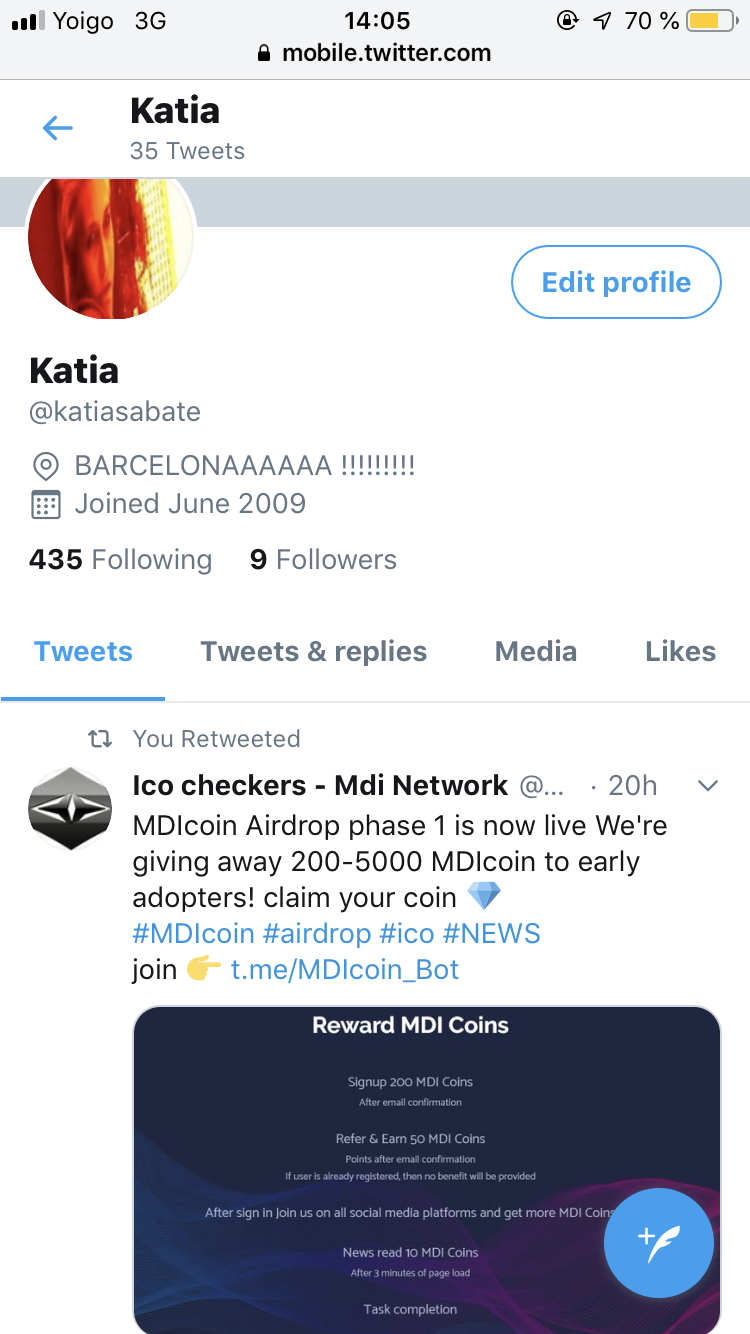 Yoigo 3G 14:05 70 %
mobile.twitter.com
Katia
35 Tweets
Edit profile
Katia
@katiasabate
BARCELONAAAAAA !!!!!!!!!
Joined June 2009
435 Following 9 Followers
Tweets Tweets & replies Media Likes
You Retweeted
Ico checkers - Mdi Network @... · 20h
MDIcoin Airdrop phase 1 is now live We're
giving away 200-5000 MDIcoin to early
adopters! claim your coin 💎
#MDIcoin #airdrop #ico #NEWS
join 👉 t.me/MDIcoin_Bot
Reward MDI Coins
Signup 200 MDI Coins
After email confirmation
Refer & Earn 50 MDI Coins
Points after email confirmation
If user is already registered, then no benefit will be provided
After sign in Join us on all social media platforms and get more MDI Coins
News read 10 MDI Coins
After 3 minutes of page load
Task completion